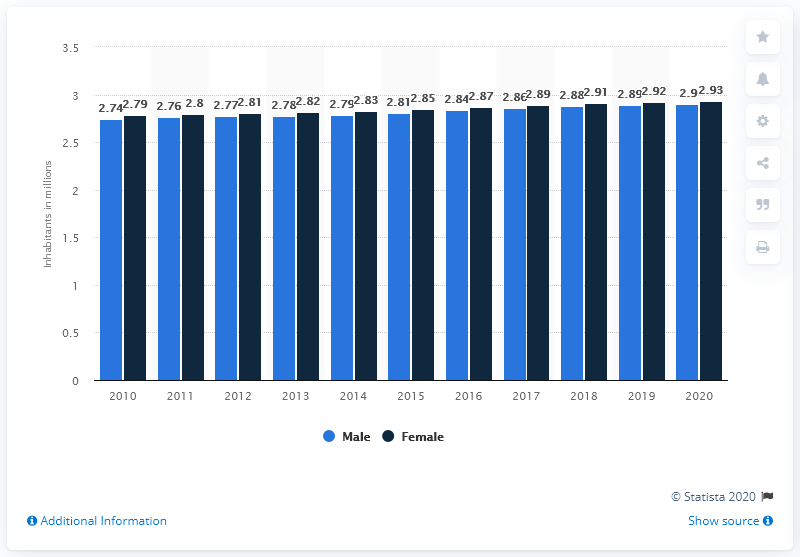 3.5
3
2.5
2
1.5
1
0.5
0
Inhabitants in millions
2.74 2.79 2.76 2.8 2.77 2.81 2.78 2.82 2.79 2.83 2.81 2.85 2.84 2.87 2.86 2.89 2.88 2.91 2.89 2.92 2.9 2.93
2010 2011 2012 2013 2014 2015 2016 2017 2018 2019 2020
Male Female
© Statista 2020
Additional Information
Show source